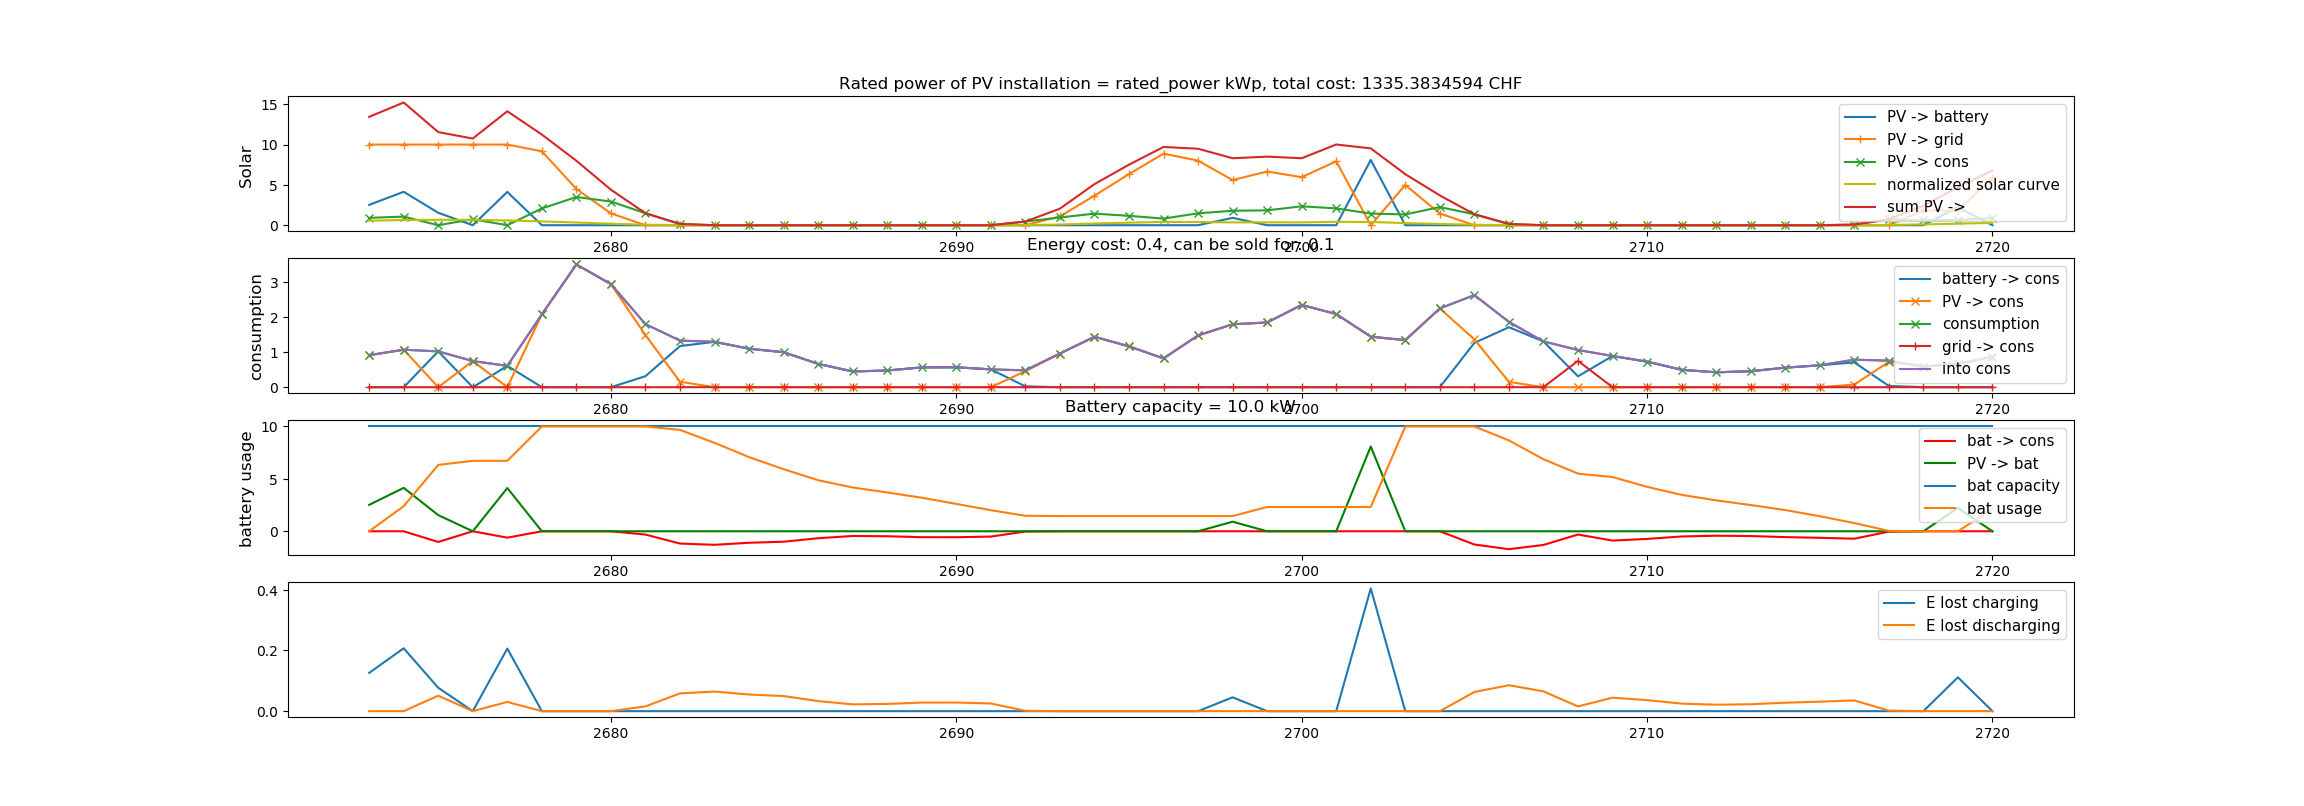 Rated power of PV installation = rated_power kWp, total cost: 1335.3834594 CHF
Solar
15
10
5
0
PV -> battery
PV -> grid
PV -> cons
normalized solar curve
sum PV ->
2680 2690 2700 2710 2720
Energy cost: 0.4, can be sold for: 0.1
consumption
3
2
1
0
battery -> cons
PV -> cons
consumption
grid -> cons
into cons
2680 2690 2700 2710 2720
Battery capacity = 10.0 kW
battery usage
10
5
0
bat -> cons
PV -> bat
bat capacity
bat usage
2680 2690 2700 2710 2720
0.4
0.2
0.0
E lost charging
E lost discharging
2680 2690 2700 2710 2720